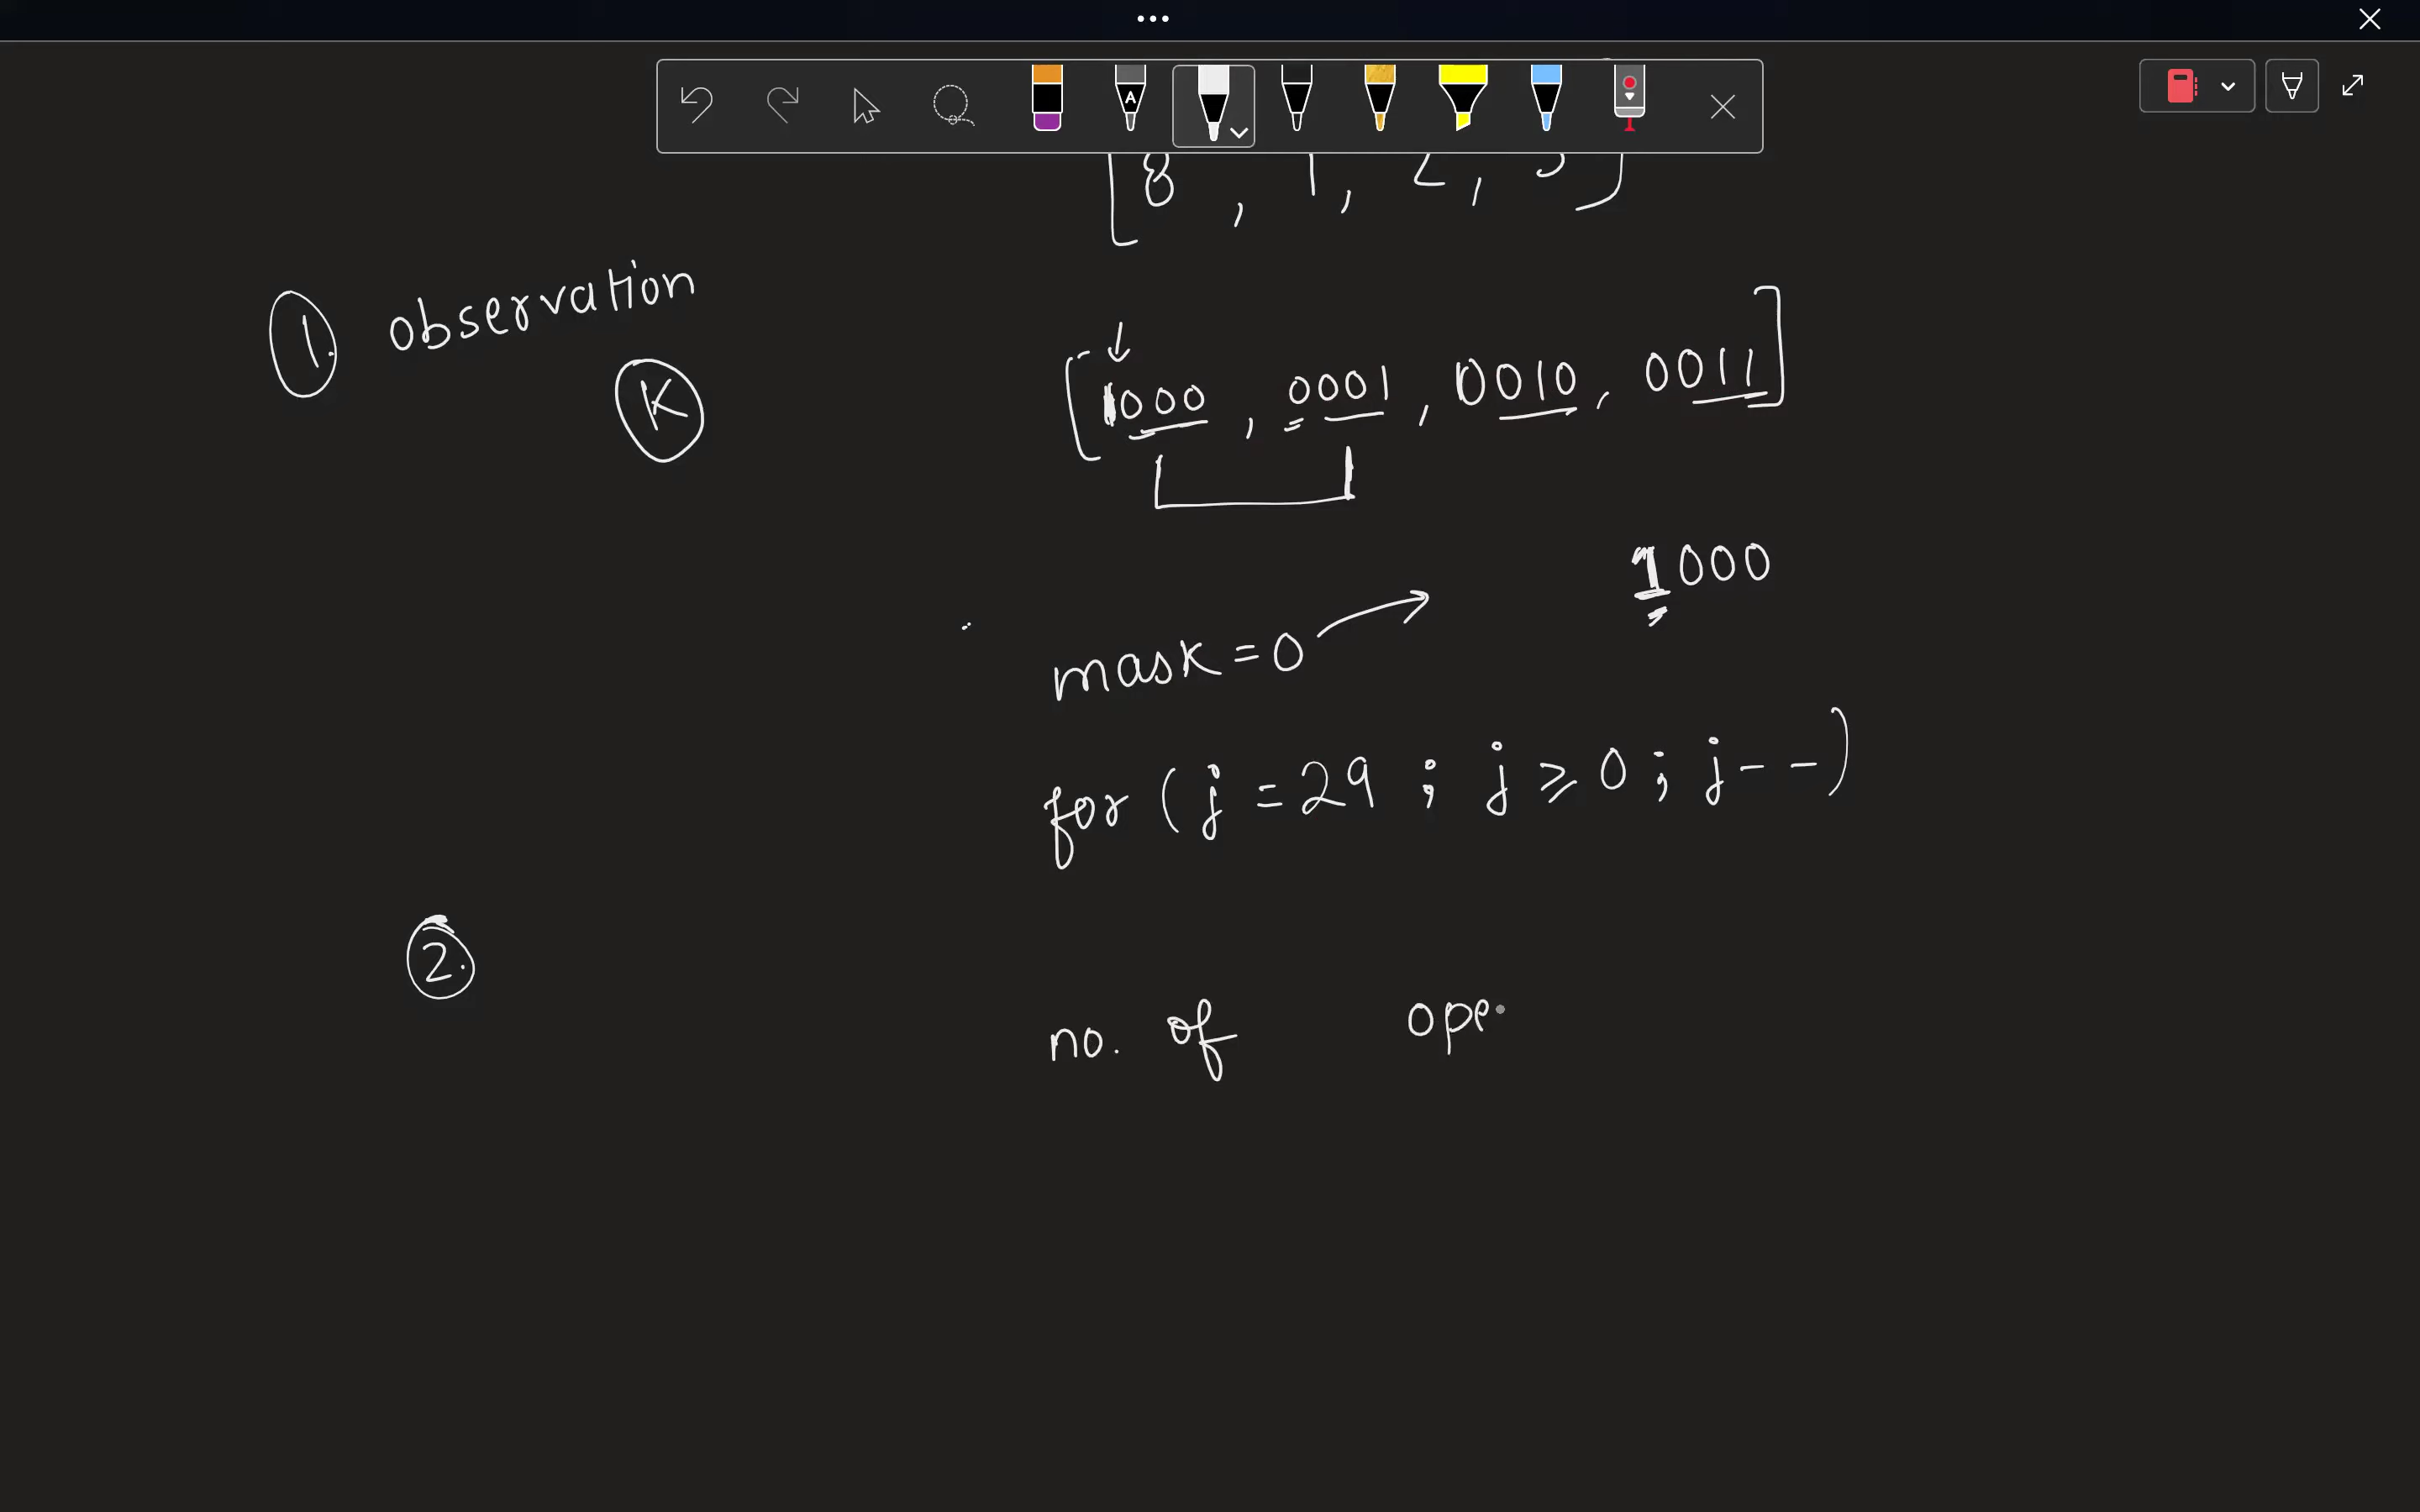 [8, 1, 2, 3]
1. observation
K
[1000, 0001, 0010, 0011]
1000
mask = 0
for (j = 29 ; j ≥ 0 ; j--)
2.
no. of opp